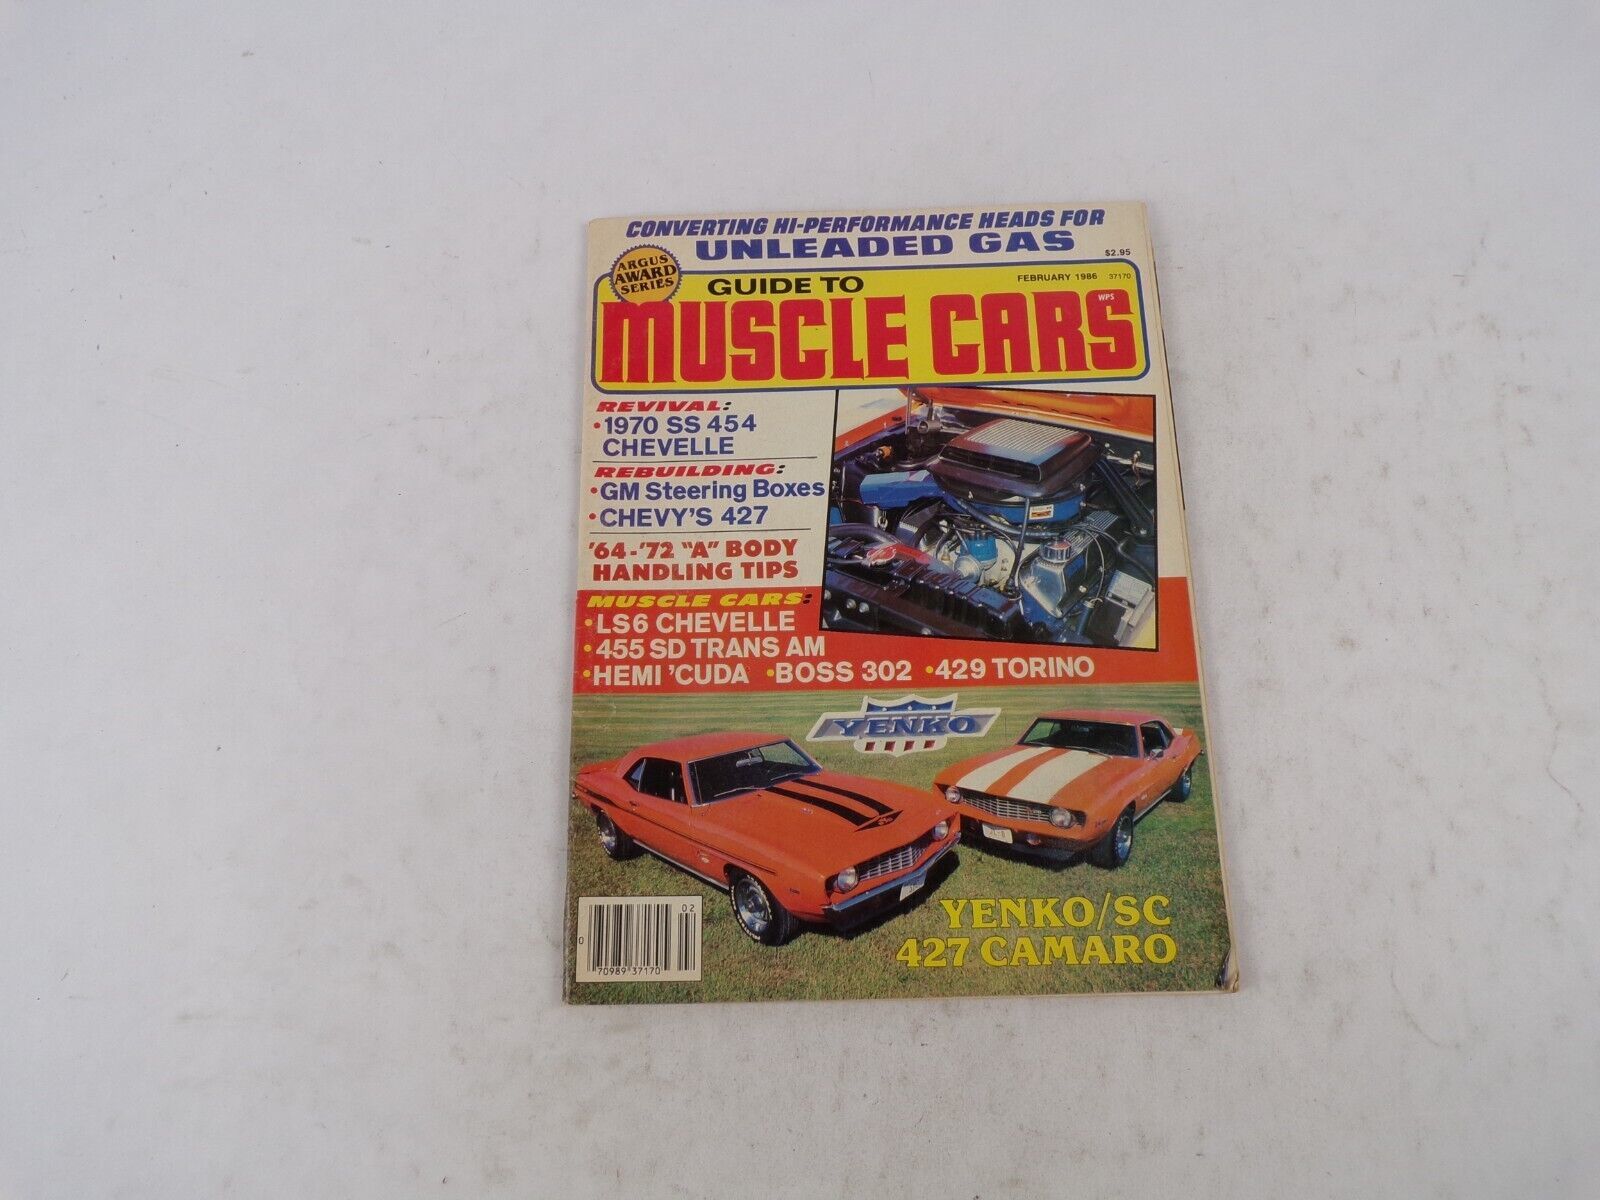 CONVERTING HI-PERFORMANCE HEADS FOR
UNLEADED GAS
$2.95
ARGUS
AWARD
SERIES
GUIDE TO
FEBRUARY 1986 37170
MUSCLE CARS
WPS
REVIVAL:
•1970 SS 454
CHEVELLE
REBUILDING:
•GM Steering Boxes
•CHEVY'S 427
'64-'72 "A" BODY
HANDLING TIPS
MUSCLE CARS:
•LS6 CHEVELLE
•455 SD TRANS AM
•HEMI 'CUDA •BOSS 302 •429 TORINO
YENKO
YENKO/SC
427 CAMARO
02
0
70989 37170